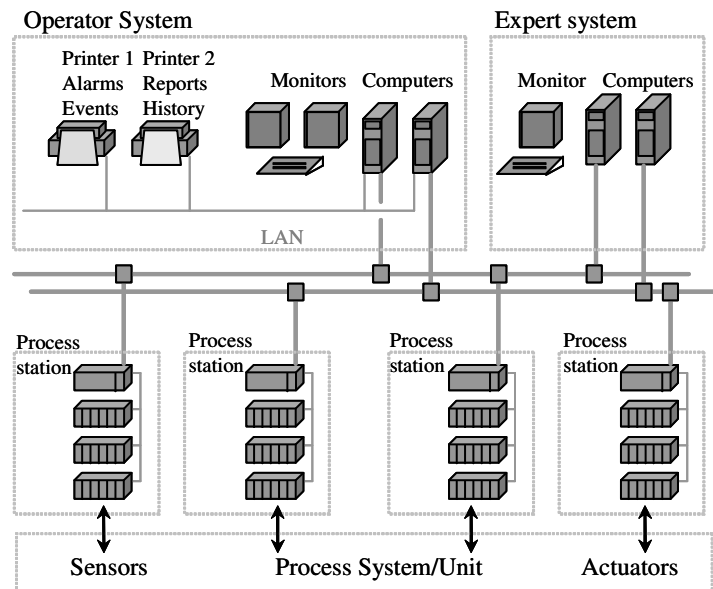 Operator System
Expert system
Printer 1
Alarms
Events
Printer 2
Reports
History
Monitors
Computers
Monitor
Computers
LAN
Process
station
Process
station
Process
station
Process
station
Sensors
Process System/Unit
Actuators